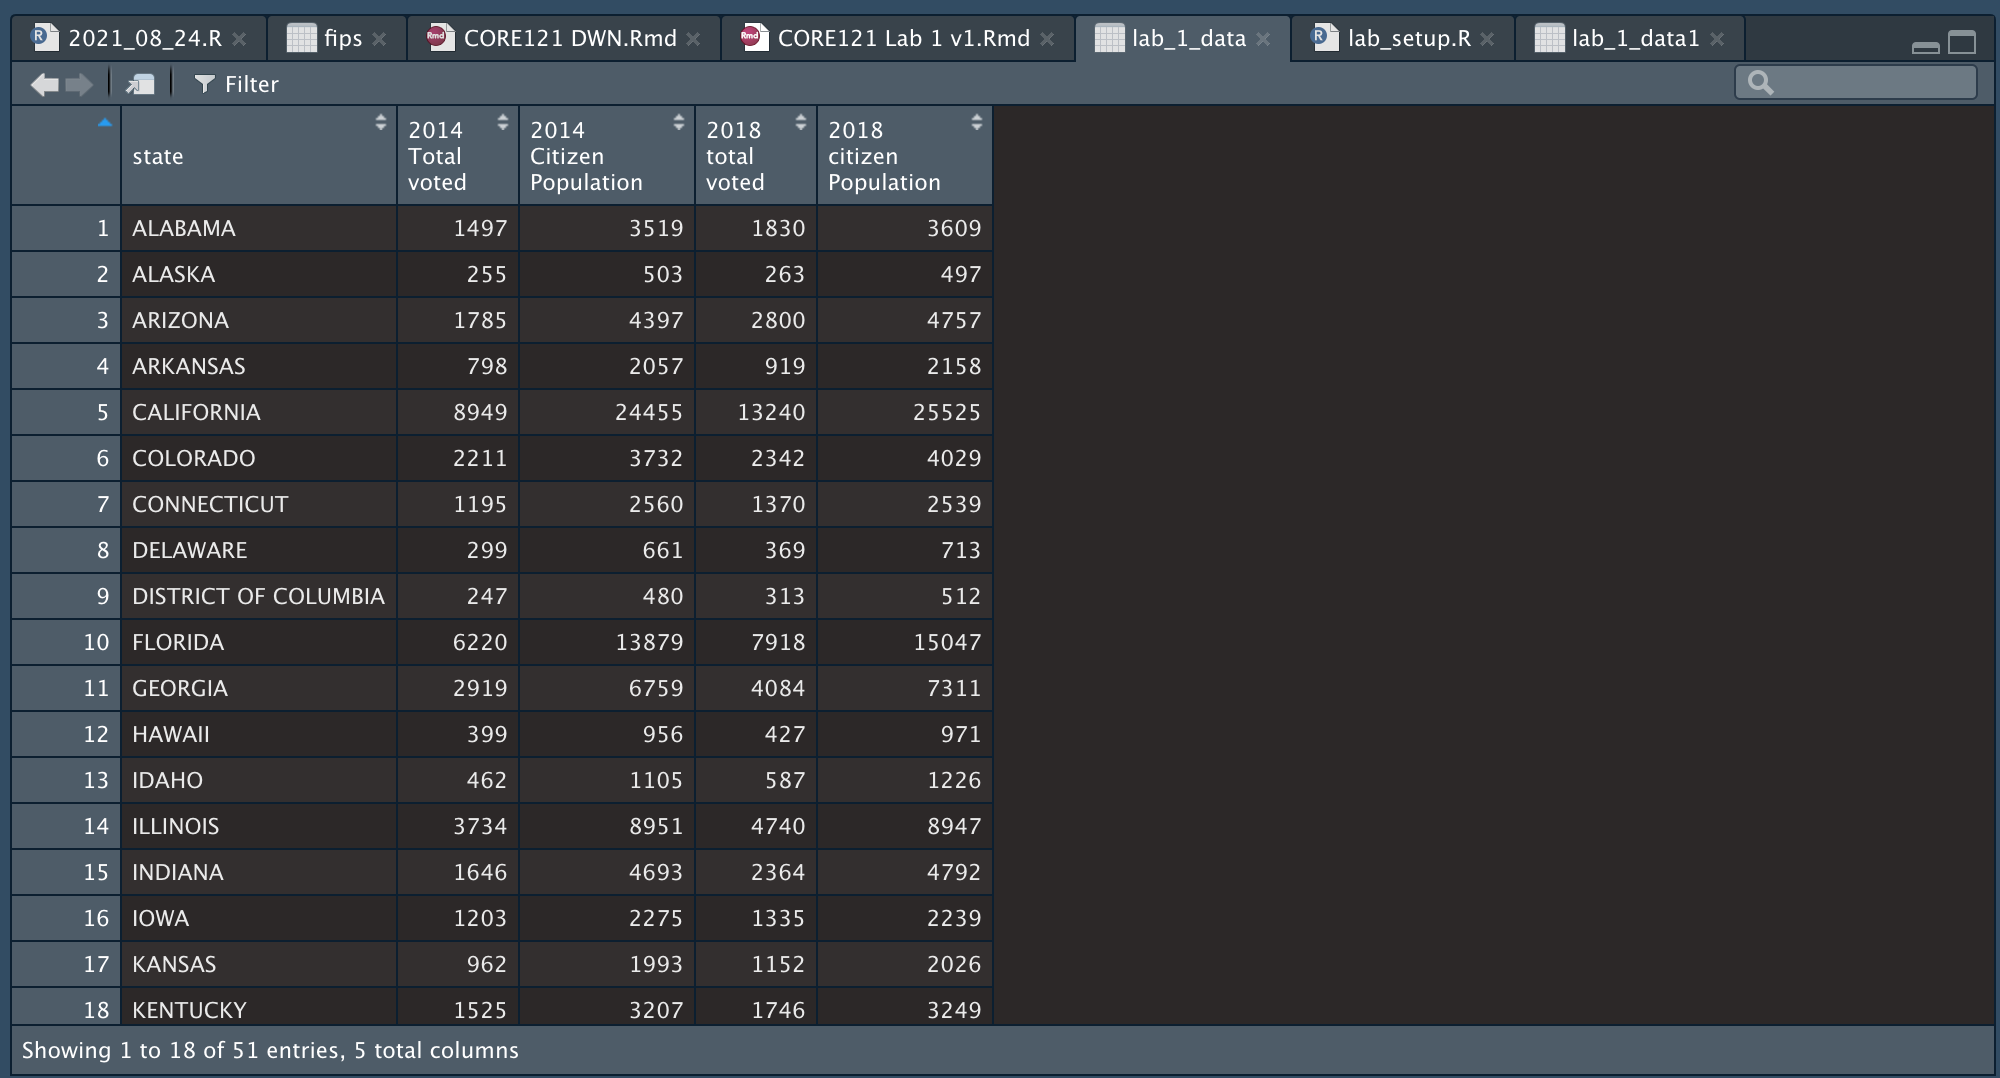 2021_08_24.R fips CORE121 DWN.Rmd CORE121 Lab 1 v1.Rmd lab_1_data lab_setup.R lab_1_data1
Filter
state 2014 Total voted 2014 Citizen Population 2018 total voted 2018 citizen Population
1 ALABAMA 1497 3519 1830 3609
2 ALASKA 255 503 263 497
3 ARIZONA 1785 4397 2800 4757
4 ARKANSAS 798 2057 919 2158
5 CALIFORNIA 8949 24455 13240 25525
6 COLORADO 2211 3732 2342 4029
7 CONNECTICUT 1195 2560 1370 2539
8 DELAWARE 299 661 369 713
9 DISTRICT OF COLUMBIA 247 480 313 512
10 FLORIDA 6220 13879 7918 15047
11 GEORGIA 2919 6759 4084 7311
12 HAWAII 399 956 427 971
13 IDAHO 462 1105 587 1226
14 ILLINOIS 3734 8951 4740 8947
15 INDIANA 1646 4693 2364 4792
16 IOWA 1203 2275 1335 2239
17 KANSAS 962 1993 1152 2026
18 KENTUCKY 1525 3207 1746 3249
Showing 1 to 18 of 51 entries, 5 total columns